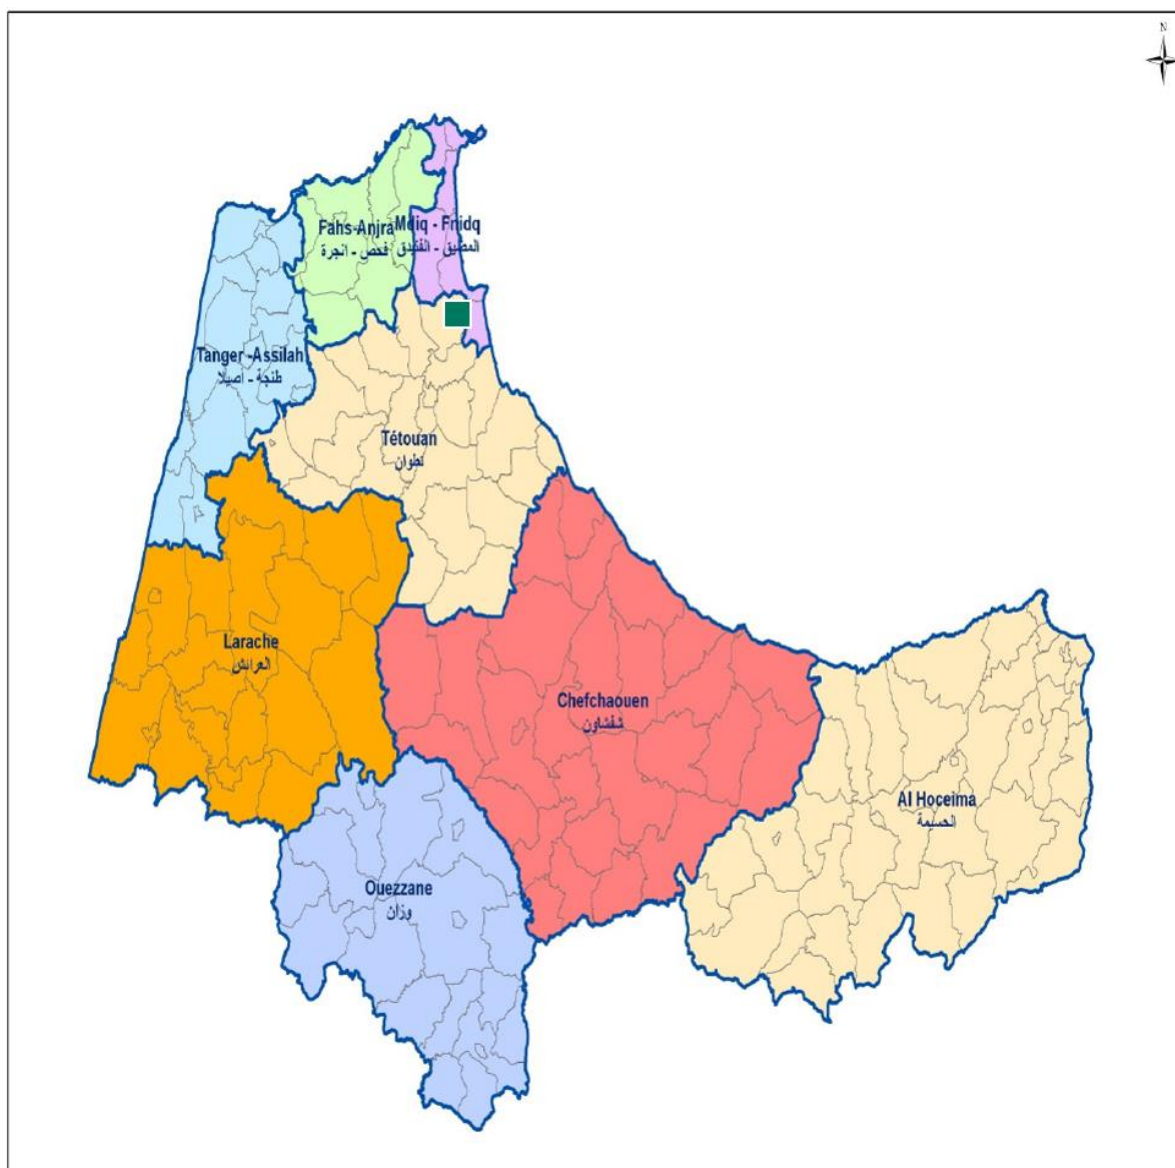 N
Fahs-Anjra
فحص - انجرة
Mdiq - Fnidq
المضيق - الفنيدق
Tanger -Assilah
طنجة - اصيلا
Tétouan
تطوان
Larache
العرائش
Chefchaouen
شفشاون
Al Hoceima
الحسيمة
Ouezzane
وزان